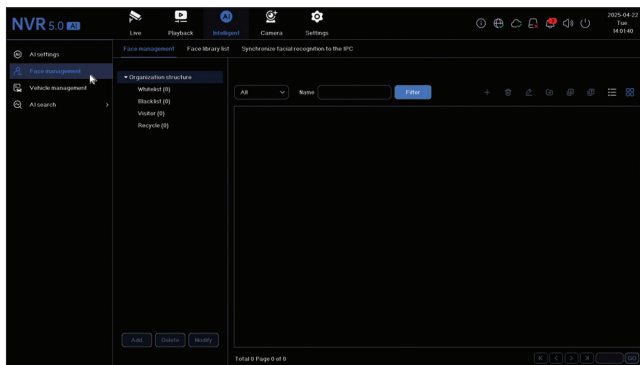 NVR 5.0 AI
Live Playback Intelligent Camera Settings
2025-04-22
Tue.
14:01:40
AI settings
Face management
Vehicle management
AI search
Face management Face library list Synchronize facial recognition to the IPC
Organization structure
Whitelist (0)
Blacklist (0)
Visitor (0)
Recycle (0)
All Name Filter
Add Delete Modify
Total 0 Page 0 of 0
GO